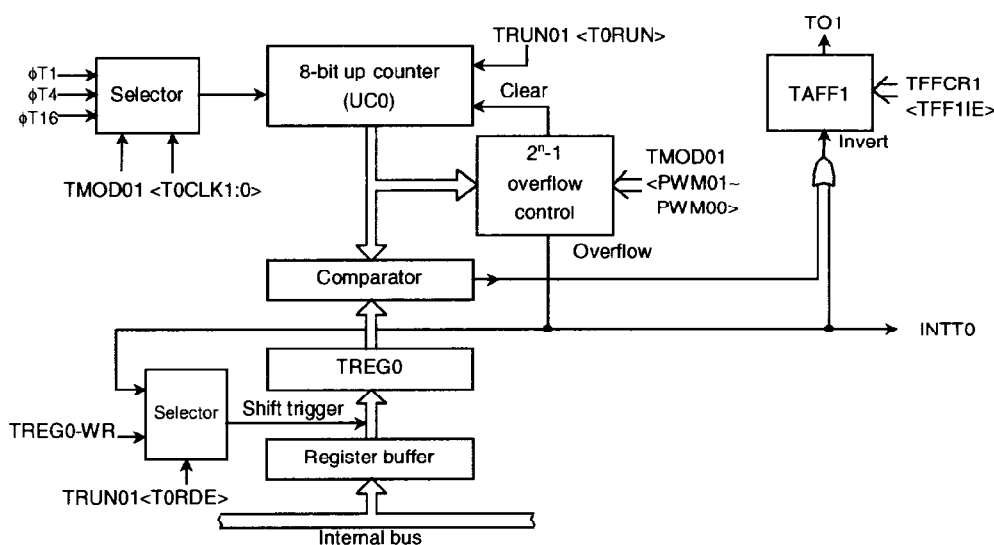 TO1
TRUN01 <T0RUN>
8-bit up counter
(UC0)
ϕT1
ϕT4
ϕT16
Selector
TAFF1
TFFCR1
<TFF1IE>
Clear
Invert
TMOD01 <T0CLK1:0>
2ⁿ-1
overflow
control
TMOD01
<PWM01~
PWM00>
Overflow
Comparator
INTT0
TREG0
Selector
Shift trigger
TREG0-WR
Register buffer
TRUN01<T0RDE>
Internal bus